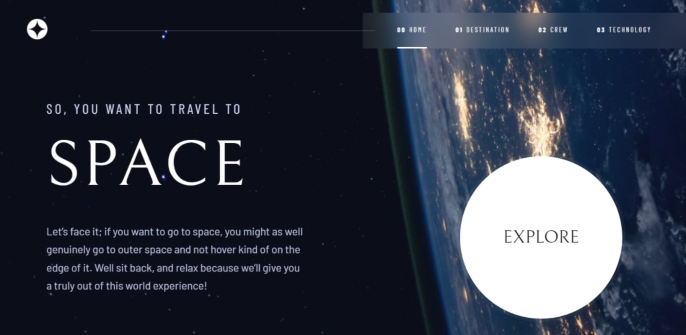 00 HOME
01 DESTINATION
02 CREW
03 TECHNOLOGY
SO, YOU WANT TO TRAVEL TO
SPACE
Let's face it; if you want to go to space, you might as well
genuinely go to outer space and not hover kind of on the
edge of it. Well sit back, and relax because we'll give you
a truly out of this world experience!
EXPLORE